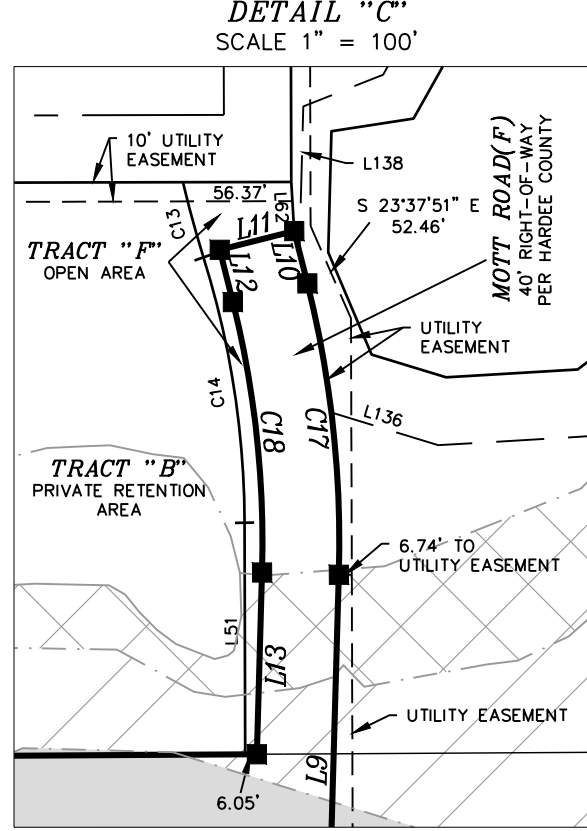 DETAIL "C"
SCALE 1" = 100'
10' UTILITY
EASEMENT
L138
56.37'
L62
C13
S 23°37'51" E
52.46'
MOTT ROAD(F)
40' RIGHT-OF-WAY
PER HARDEE COUNTY
L11
TRACT "F"
OPEN AREA
L12
L10
UTILITY
EASEMENT
C14
C18
C17
L136
TRACT "B"
PRIVATE RETENTION
AREA
6.74' TO
UTILITY EASEMENT
L51
L13
UTILITY EASEMENT
L9
6.05'